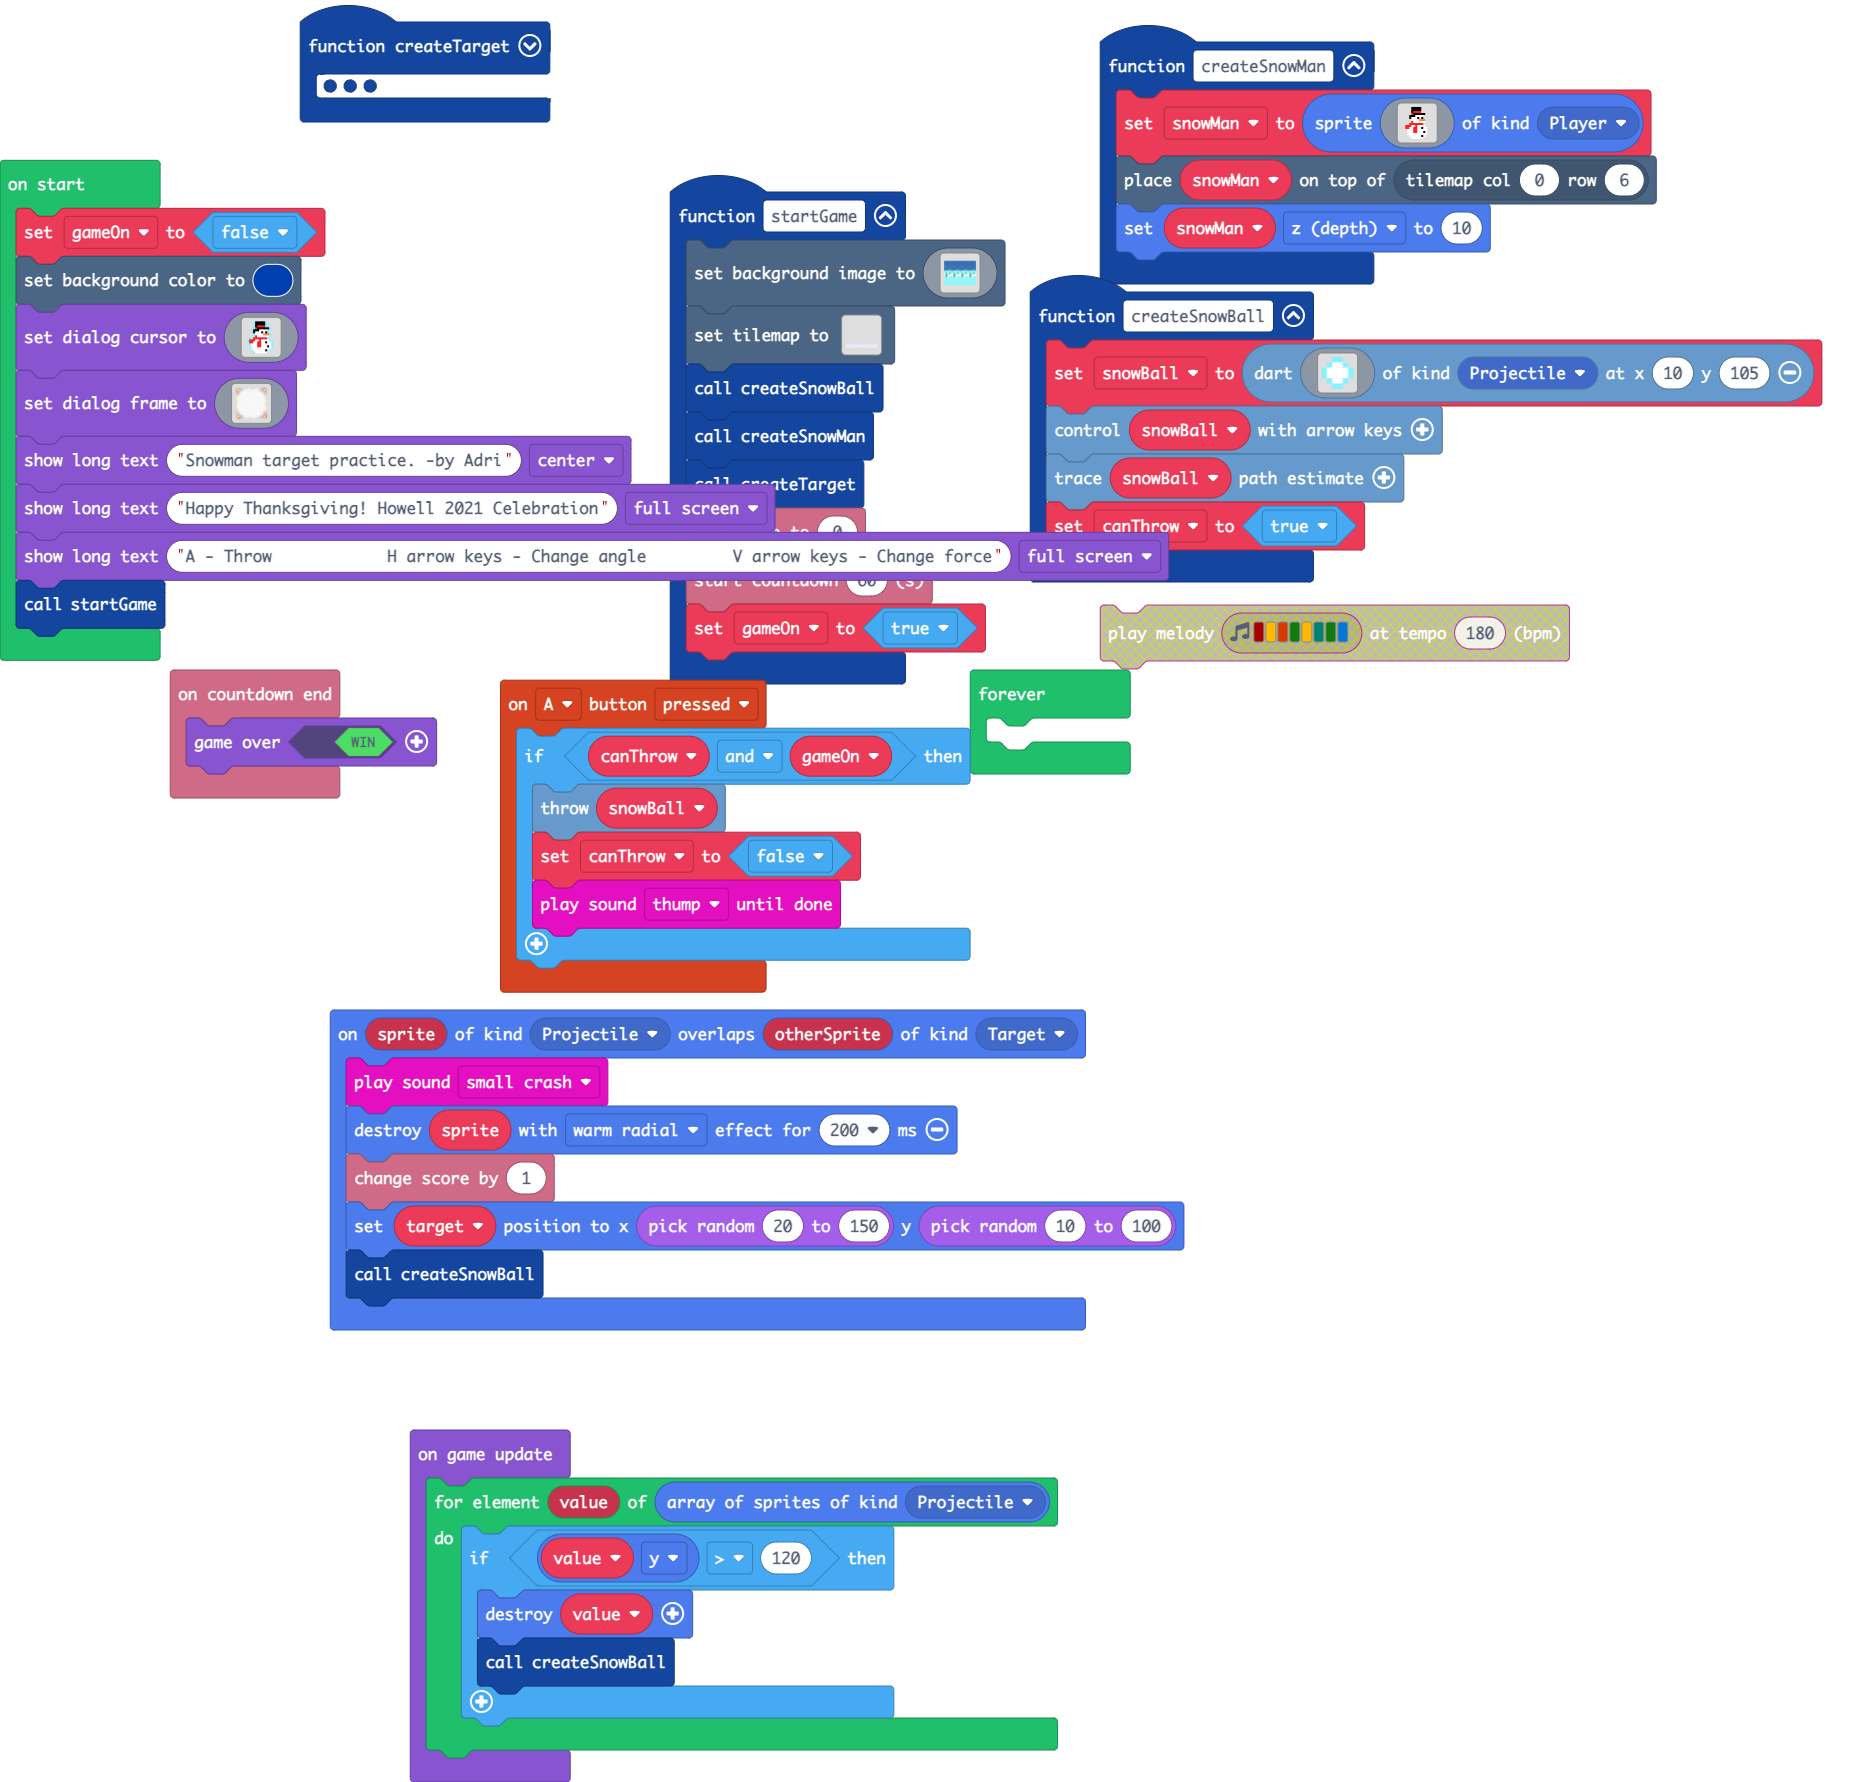 function createTarget
function createSnowMan
set snowMan to sprite of kind Player
place snowMan on top of tilemap col 0 row 6
set snowMan z (depth) to 10
on start
set gameOn to false
set background color to
set dialog cursor to
set dialog frame to
show long text "Snowman target practice. -by Adri" center
show long text "Happy Thanksgiving! Howell 2021 Celebration" full screen
show long text "A - Throw H arrow keys - Change angle V arrow keys - Change force" full screen
call startGame
function startGame
set background image to
set tilemap to
call createSnowBall
call createSnowMan
call createTarget
to 0
start countdown 60 (s)
set gameOn to true
function createSnowBall
set snowBall to dart of kind Projectile at x 10 y 105
control snowBall with arrow keys
trace snowBall path estimate
set canThrow to true
play melody at tempo 180 (bpm)
on countdown end
game over WIN
on A button pressed
if canThrow and gameOn then
throw snowBall
set canThrow to false
play sound thump until done
forever
on sprite of kind Projectile overlaps otherSprite of kind Target
play sound small crash
destroy sprite with warm radial effect for 200 ms
change score by 1
set target position to x pick random 20 to 150 y pick random 10 to 100
call createSnowBall
on game update
for element value of array of sprites of kind Projectile
do
if value y > 120 then
destroy value
call createSnowBall